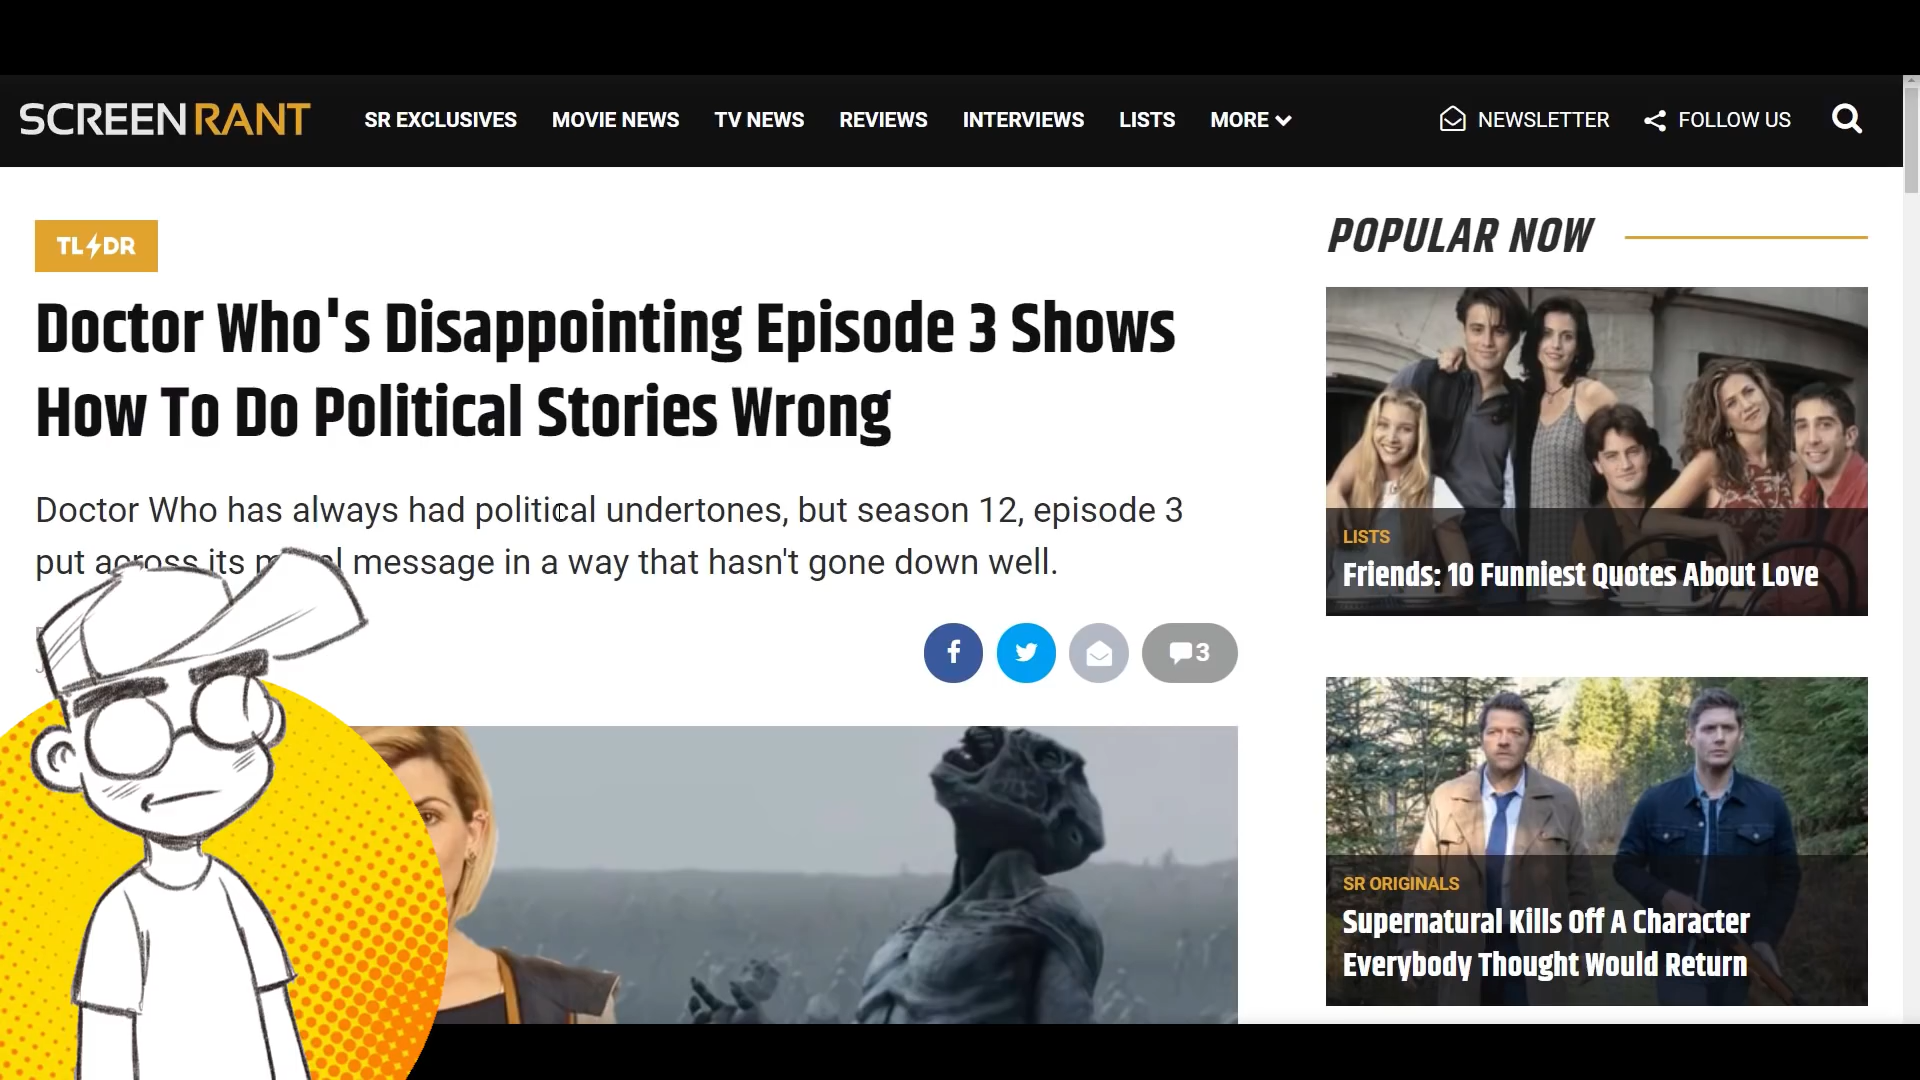 SCREENRANT
SR EXCLUSIVES MOVIE NEWS TV NEWS REVIEWS INTERVIEWS LISTS MORE NEWSLETTER FOLLOW US
TL DR
Doctor Who's Disappointing Episode 3 Shows
How To Do Political Stories Wrong
Doctor Who has always had political undertones, but season 12, episode 3
put across its message in a way that hasn't gone down well.
3
POPULAR NOW
LISTS
Friends: 10 Funniest Quotes About Love
SR ORIGINALS
Supernatural Kills Off A Character
Everybody Thought Would Return